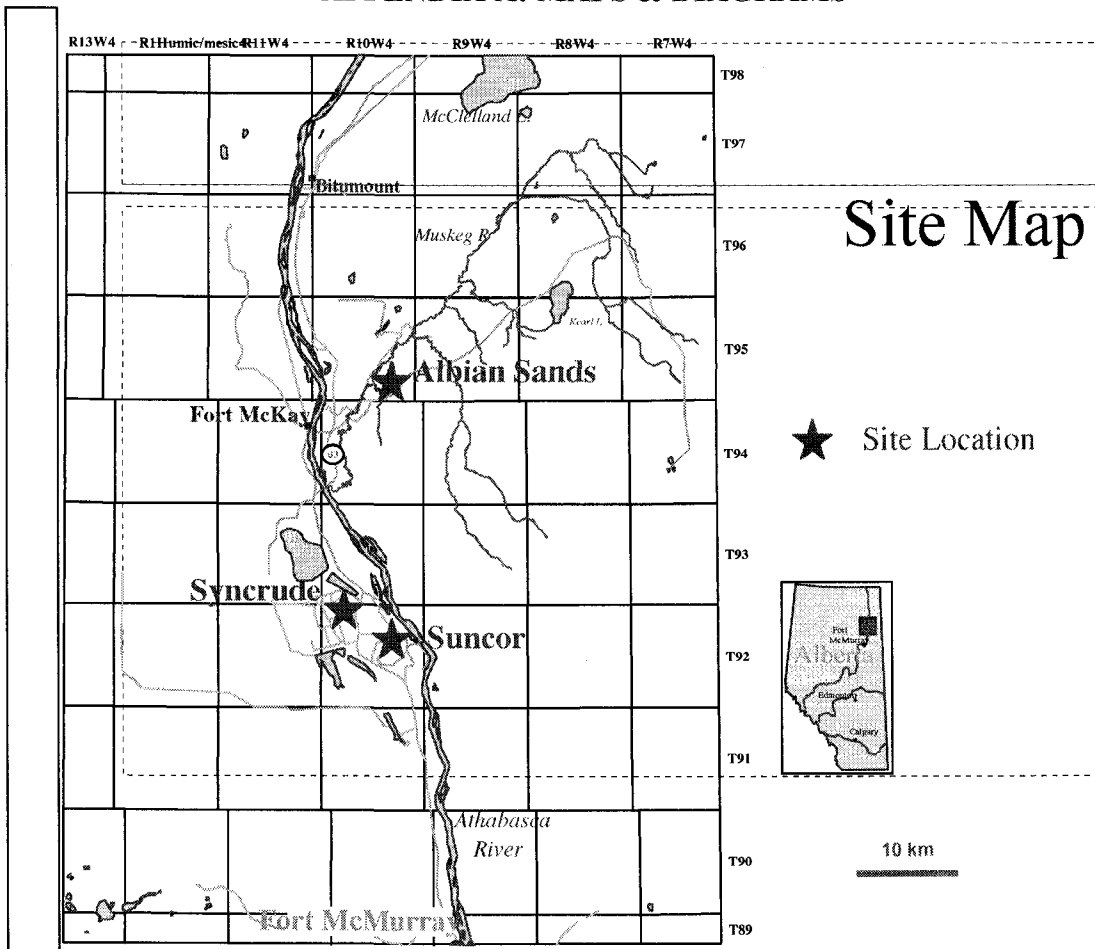 R13W4 R11W4 R10W4 R9W4 R8W4 R7W4
T98
McClelland L.
T97
Bitumount
Site Map
Muskeg R
T96
Kearl L.
T95
Albian Sands
Fort McKay
Site Location
T94
63
T93
Syncrude
Suncor
T92
Fort McMurray
Alberta
Edmonton
Calgary
T91
Athabasca
River
10 km
T90
Fort McMurray
T89